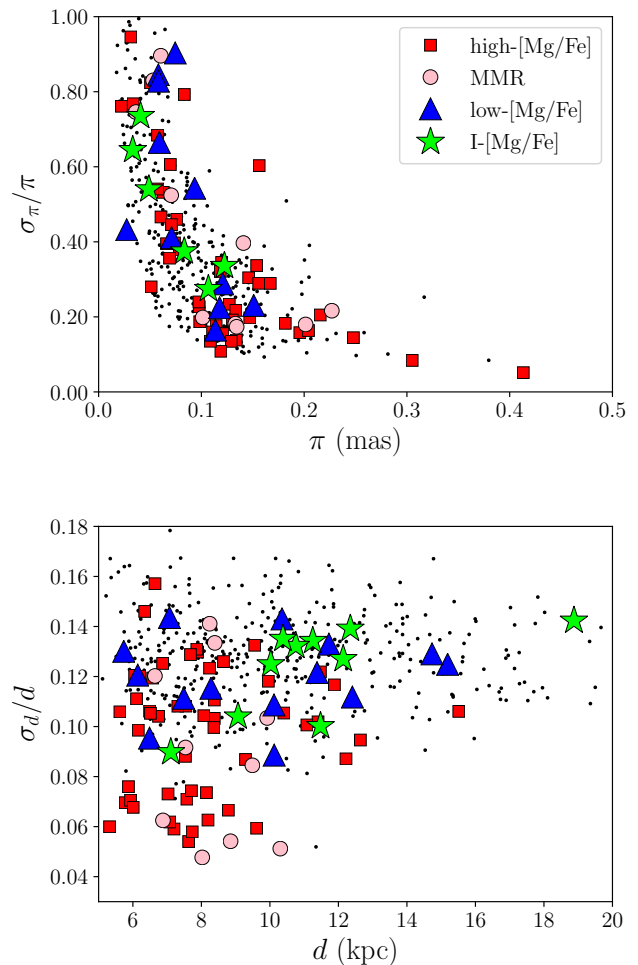 1.00
0.80
0.60
0.40
0.20
0.00
σ_π/π
high-[Mg/Fe]
MMR
low-[Mg/Fe]
I-[Mg/Fe]
0.0 0.1 0.2 0.3 0.4 0.5
π (mas)
0.18
0.16
0.14
0.12
0.10
0.08
0.06
0.04
σ_d/d
6 8 10 12 14 16 18 20
d (kpc)